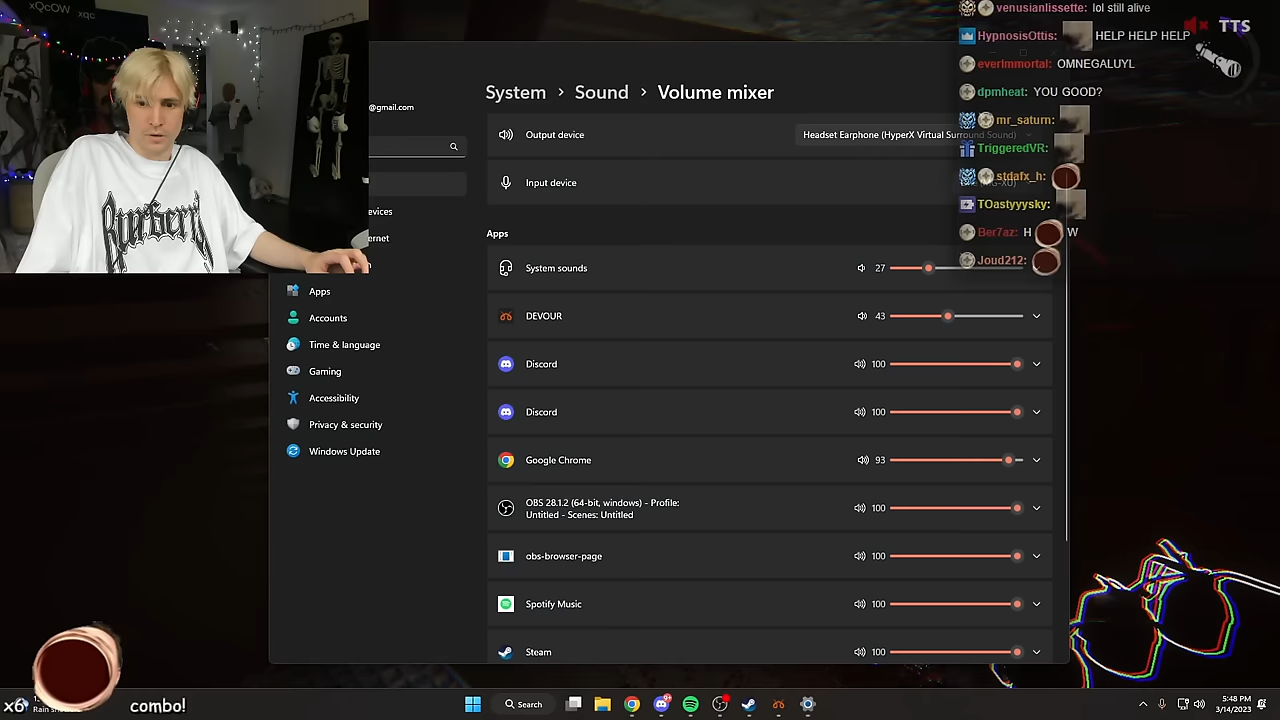 xQcOW xqc
Burberry
@gmail.com
System > Sound > Volume mixer
Output device
Headset Earphone (HyperX Virtual Surround Sound)
Input device
Apps
System sounds 27
DEVOUR 43
Discord 100
Discord 100
Google Chrome 93
OBS 28.1.2 (64-bit, windows) - Profile:
Untitled - Scenes: Untitled 100
obs-browser-page 100
Spotify Music 100
Steam 100
evices
ernet
Apps
Accounts
Time & language
Gaming
Accessibility
Privacy & security
Windows Update
venusianlissette: lol still alive
HypnosisOttis: HELP HELP HELP
everImmortal: OMNEGALUYL
dpmheat: YOU GOOD?
mr_saturn:
TriggeredVR:
stdafx_h:
TOastyyysky:
Ber7az: H W
Joud212:
TTS
x6 combo!
Search
5:48 PM
3/14/2023